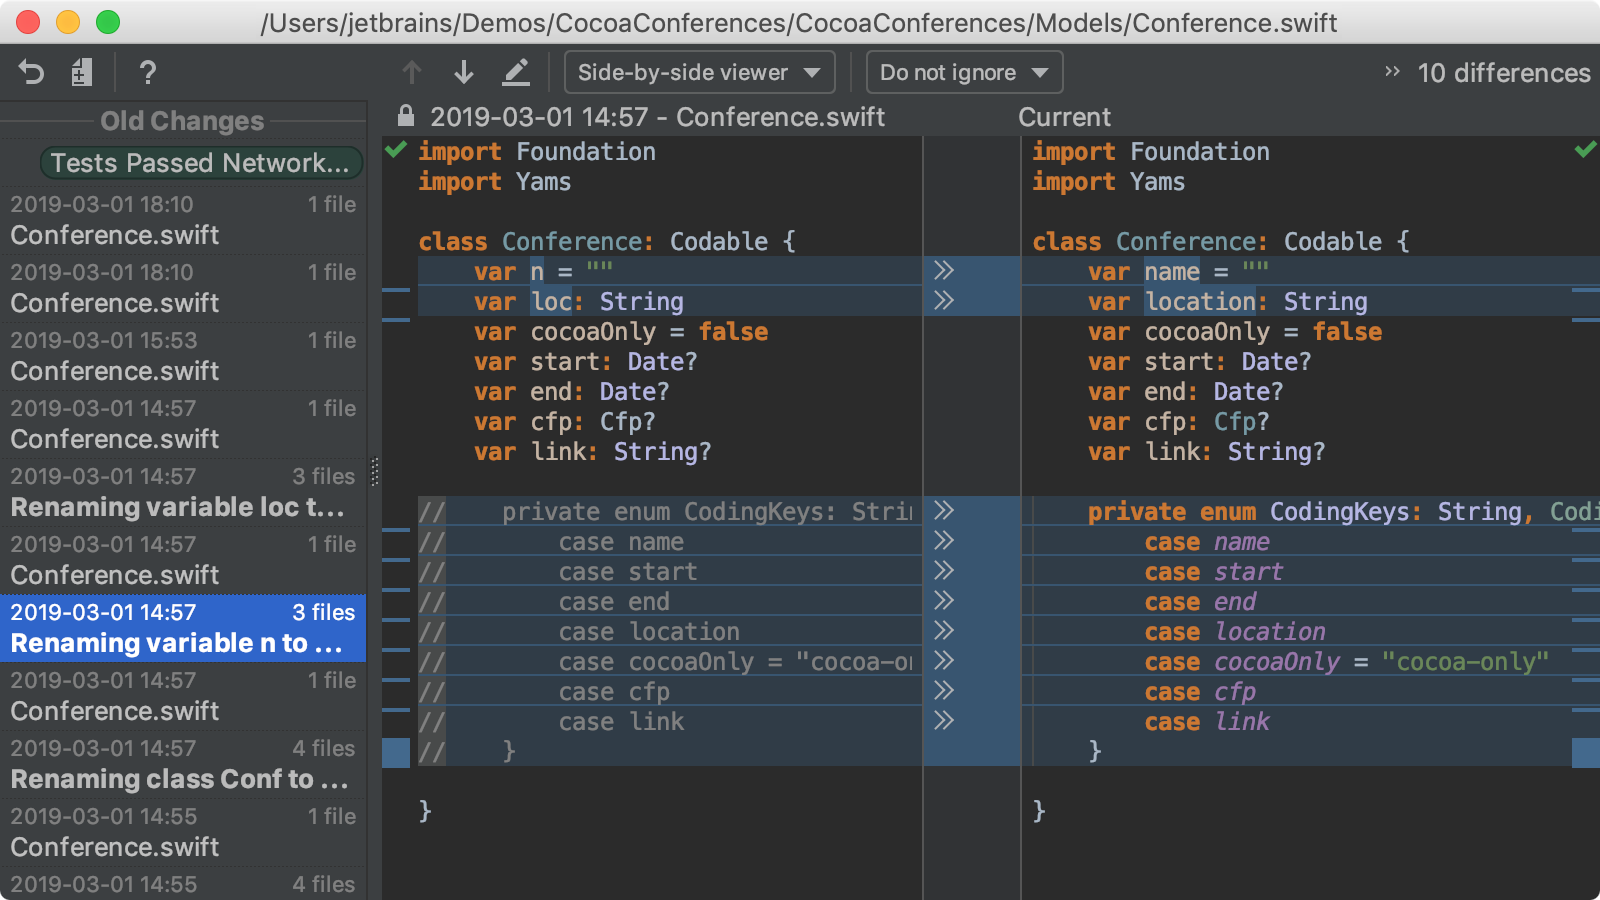 /Users/jetbrains/Demos/CocoaConferences/CocoaConferences/Models/Conference.swift
? Side-by-side viewer Do not ignore » 10 differences
Old Changes
Tests Passed Network...
2019-03-01 18:10 1 file
Conference.swift
2019-03-01 18:10 1 file
Conference.swift
2019-03-01 15:53 1 file
Conference.swift
2019-03-01 14:57 1 file
Conference.swift
2019-03-01 14:57 3 files
Renaming variable loc t...
2019-03-01 14:57 1 file
Conference.swift
2019-03-01 14:57 3 files
Renaming variable n to ...
2019-03-01 14:57 1 file
Conference.swift
2019-03-01 14:57 4 files
Renaming class Conf to ...
2019-03-01 14:55 1 file
Conference.swift
2019-03-01 14:55 4 files
2019-03-01 14:57 - Conference.swift
import Foundation
import Yams
class Conference: Codable {
    var n = ""
    var loc: String
    var cocoaOnly = false
    var start: Date?
    var end: Date?
    var cfp: Cfp?
    var link: String?
//    private enum CodingKeys: Strin
//        case name
//        case start
//        case end
//        case location
//        case cocoaOnly = "cocoa-on
//        case cfp
//        case link
//    }
}
Current
import Foundation
import Yams
class Conference: Codable {
    var name = ""
    var location: String
    var cocoaOnly = false
    var start: Date?
    var end: Date?
    var cfp: Cfp?
    var link: String?
    private enum CodingKeys: String, Codi
        case name
        case start
        case end
        case location
        case cocoaOnly = "cocoa-only"
        case cfp
        case link
    }
}